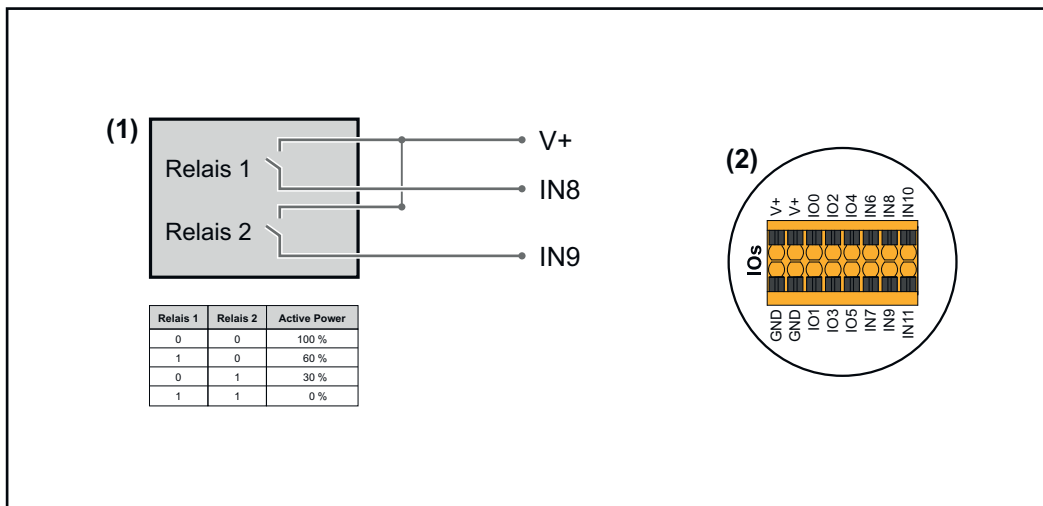 (1)
Relais 1
Relais 2
V+
IN8
IN9
Relais 1 Relais 2 Active Power
0 0 100 %
1 0 60 %
0 1 30 %
1 1 0 %
(2)
V+ V+ IO0 IO2 IO4 IN6 IN8 IN10
IOs
GND GND IO1 IO3 IO5 IN7 IN9 IN11